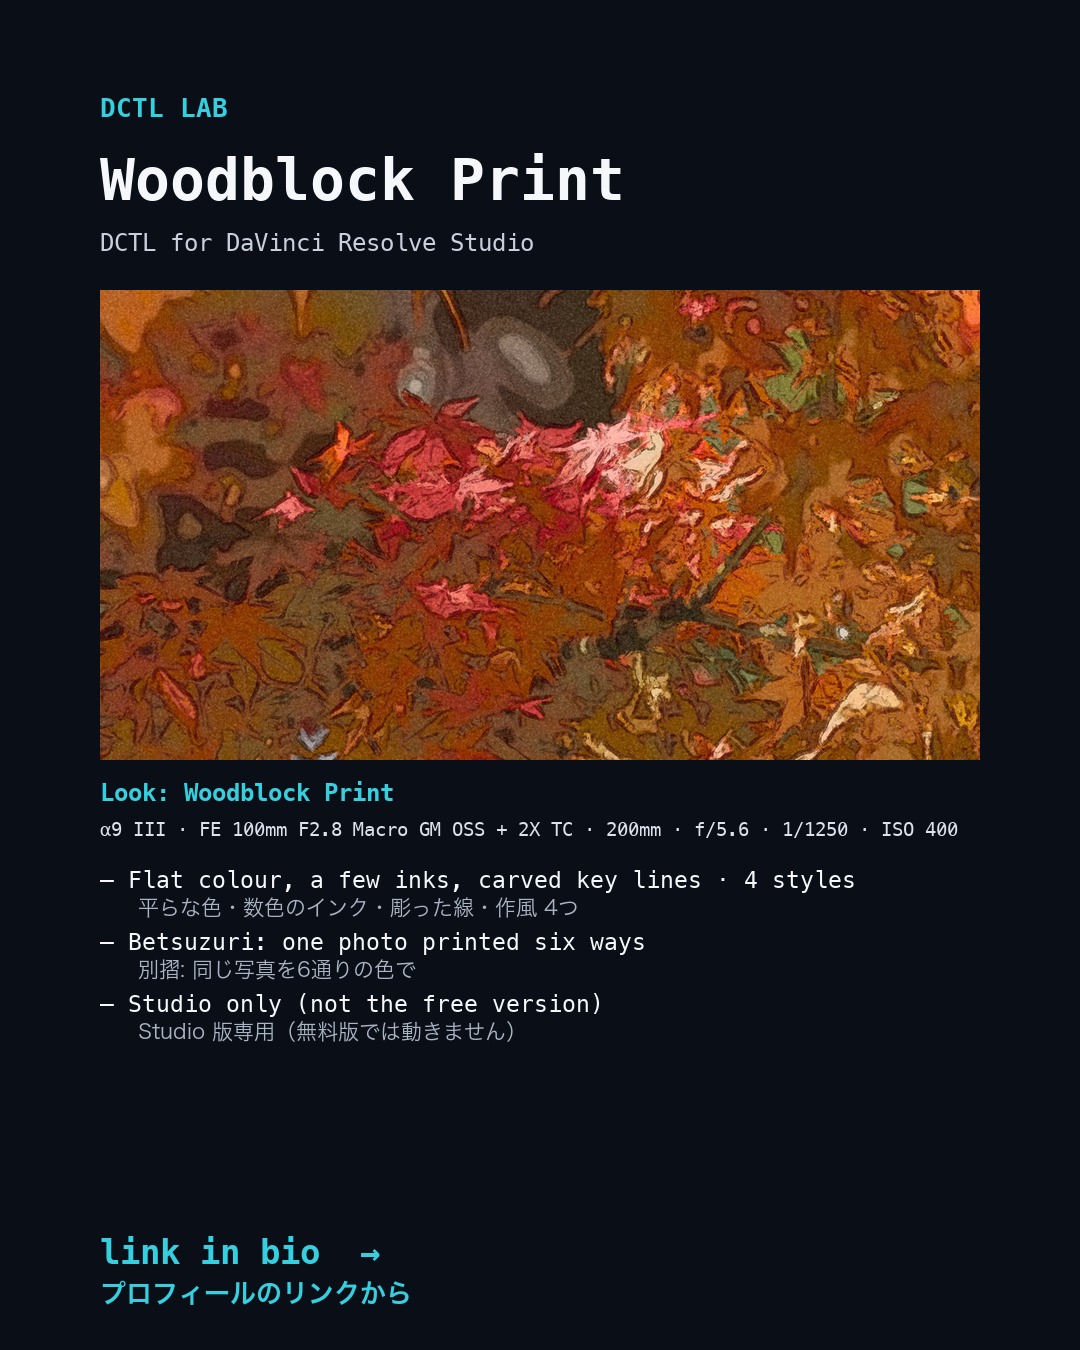 DCTL LAB
Woodblock Print
DCTL for DaVinci Resolve Studio
Look: Woodblock Print
α9 III · FE 100mm F2.8 Macro GM OSS + 2X TC · 200mm · f/5.6 · 1/1250 · ISO 400
— Flat colour, a few inks, carved key lines · 4 styles
平らな色・数色のインク・彫った線・作風 4つ
— Betsuzuri: one photo printed six ways
別摺: 同じ写真を6通りの色で
— Studio only (not the free version)
Studio 版専用（無料版では動きません）
link in bio →
プロフィールのリンクから